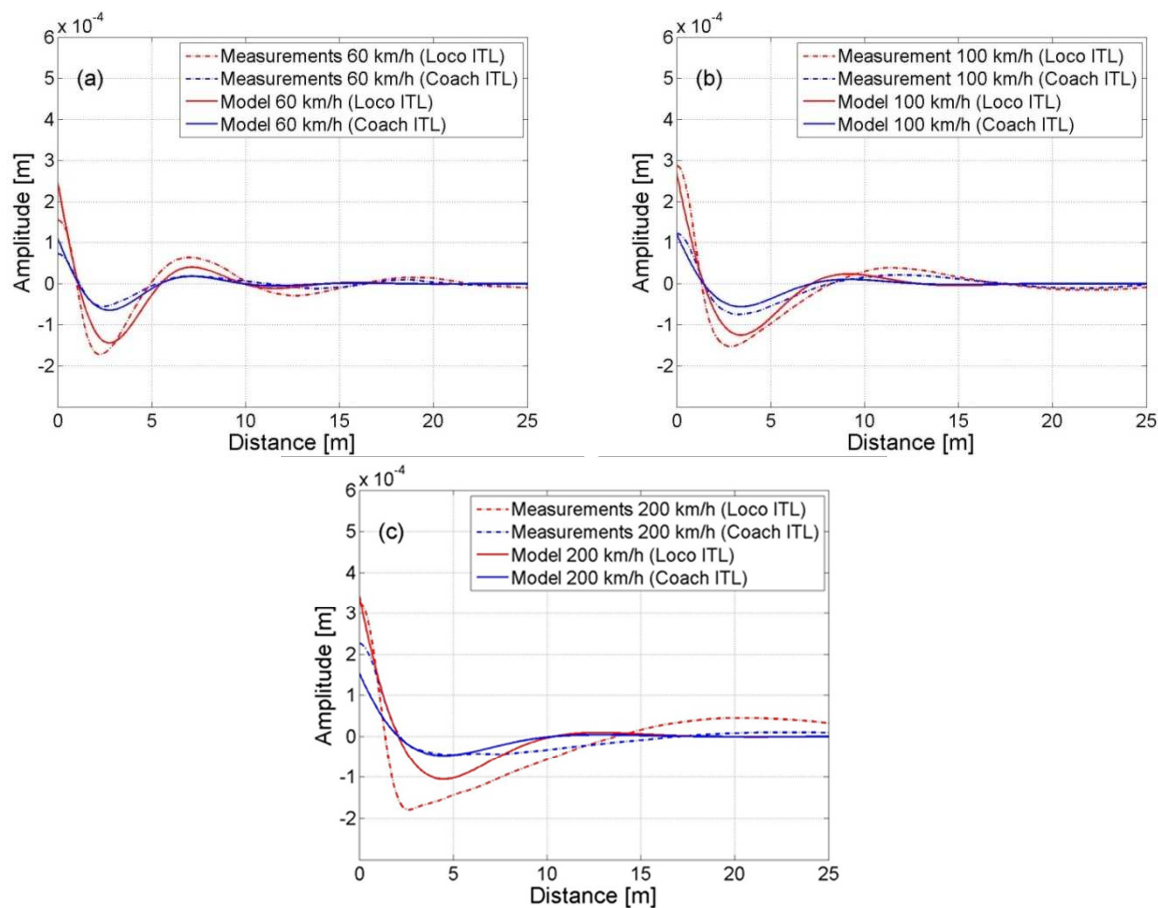 x 10⁻⁴
6
5
4
3
2
1
0
-1
-2
Amplitude [m]
(a)
Measurements 60 km/h (Loco ITL)
Measurements 60 km/h (Coach ITL)
Model 60 km/h (Loco ITL)
Model 60 km/h (Coach ITL)
0 5 10 15 20 25
Distance [m]
x 10⁻⁴
6
5
4
3
2
1
0
-1
-2
Amplitude [m]
(b)
Measurement 100 km/h (Loco ITL)
Measurement 100 km/h (Coach ITL)
Model 100 km/h (Loco ITL)
Model 100 km/h (Coach ITL)
0 5 10 15 20 25
Distance [m]
x 10⁻⁴
6
5
4
3
2
1
0
-1
-2
Amplitude [m]
(c)
Measurements 200 km/h (Loco ITL)
Measurements 200 km/h (Coach ITL)
Model 200 km/h (Loco ITL)
Model 200 km/h (Coach ITL)
0 5 10 15 20 25
Distance [m]